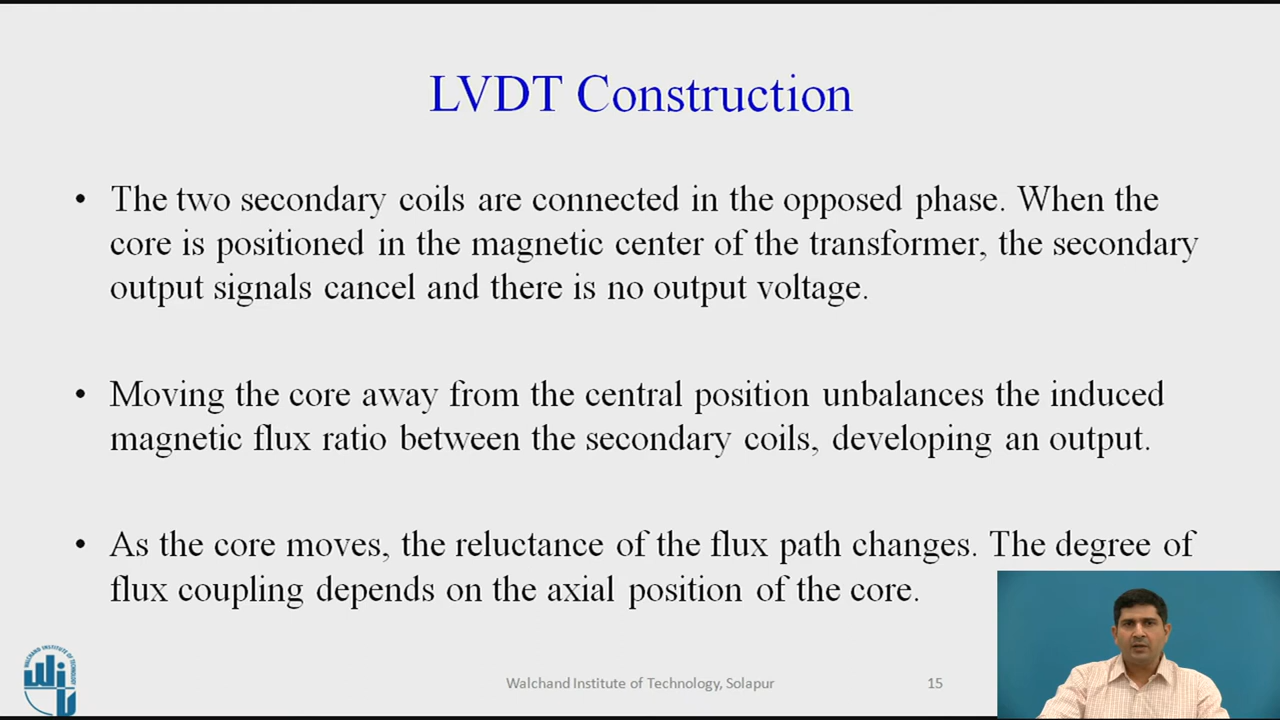 LVDT Construction
• The two secondary coils are connected in the opposed phase. When the
core is positioned in the magnetic center of the transformer, the secondary
output signals cancel and there is no output voltage.
• Moving the core away from the central position unbalances the induced
magnetic flux ratio between the secondary coils, developing an output.
• As the core moves, the reluctance of the flux path changes. The degree of
flux coupling depends on the axial position of the core.
WALCHAND INSTITUTE OF TECHNOLOGY
Walchand Institute of Technology, Solapur
15